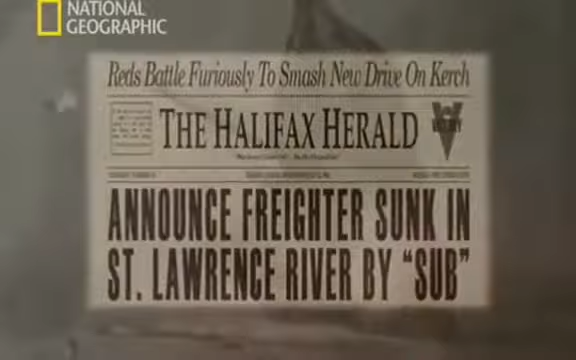 NATIONAL
GEOGRAPHIC
Reds Battle Furiously To Smash New Drive On Kerch
THE HALIFAX HERALD
ANNOUNCE FREIGHTER SUNK IN
ST. LAWRENCE RIVER BY “SUB”